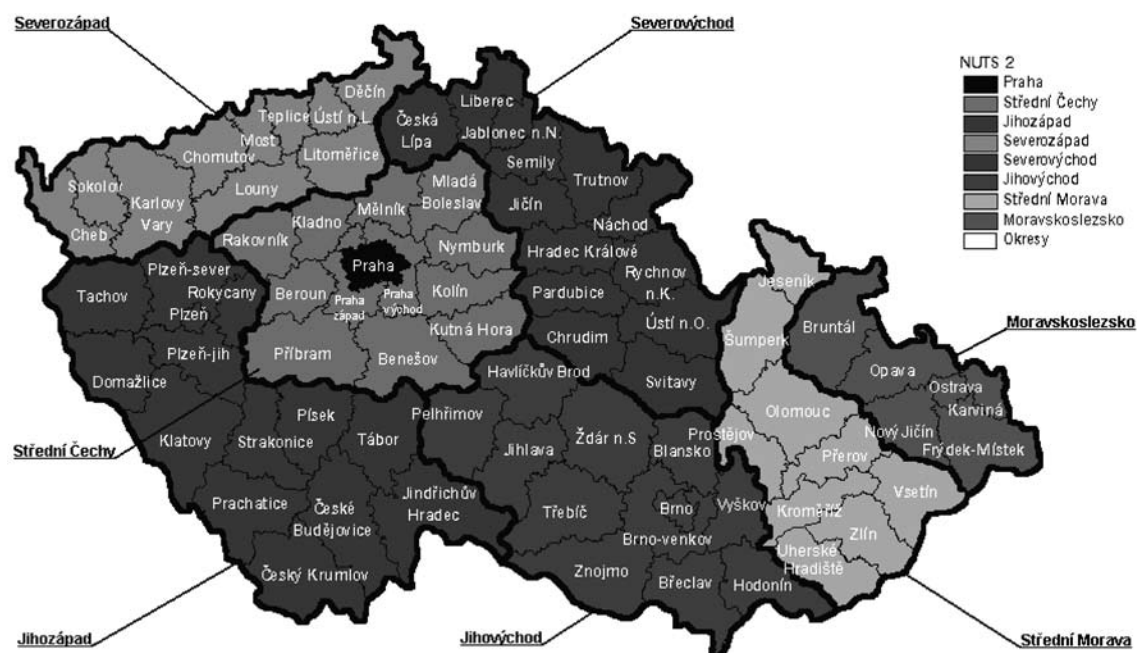 Severozápad
Severovýchod
NUTS 2
Praha
Střední Čechy
Jihozápad
Severozápad
Severovýchod
Jihovýchod
Střední Morava
Moravskoslezsko
Okresy
Děčín
Teplice
Ústí n.L.
Most
Chomutov
Litoměřice
Louny
Sokolov
Karlovy
Vary
Cheb
Česká
Lípa
Liberec
Jablonec n.N.
Semily
Trutnov
Jičín
Náchod
Hradec Králové
Rychnov
n.K.
Pardubice
Ústí n.O.
Chrudim
Svitavy
Mladá
Boleslav
Mělník
Kladno
Rakovník
Nymburk
Praha
Beroun
Praha
západ
Praha
východ
Kolín
Kutná Hora
Příbram
Benešov
Plzeň-sever
Tachov
Rokycany
Plzeň
Plzeň-jih
Domažlice
Klatovy
Písek
Strakonice
Tábor
Prachatice
České
Budějovice
Jindřichův
Hradec
Český Krumlov
Havlíčkův Brod
Pelhřimov
Jihlava
Ždár n.S
Blansko
Třebíč
Brno
Vyškov
Brno-venkov
Znojmo
Břeclav
Hodonín
Jeseník
Šumperk
Olomouc
Prostějov
Přerov
Kroměříž
Vsetín
Zlín
Uherské
Hradiště
Bruntál
Opava
Ostrava
Karviná
Nový Jičín
Frýdek-Místek
Moravskoslezsko
Střední Čechy
Jihozápad
Jihovýchod
Střední Morava